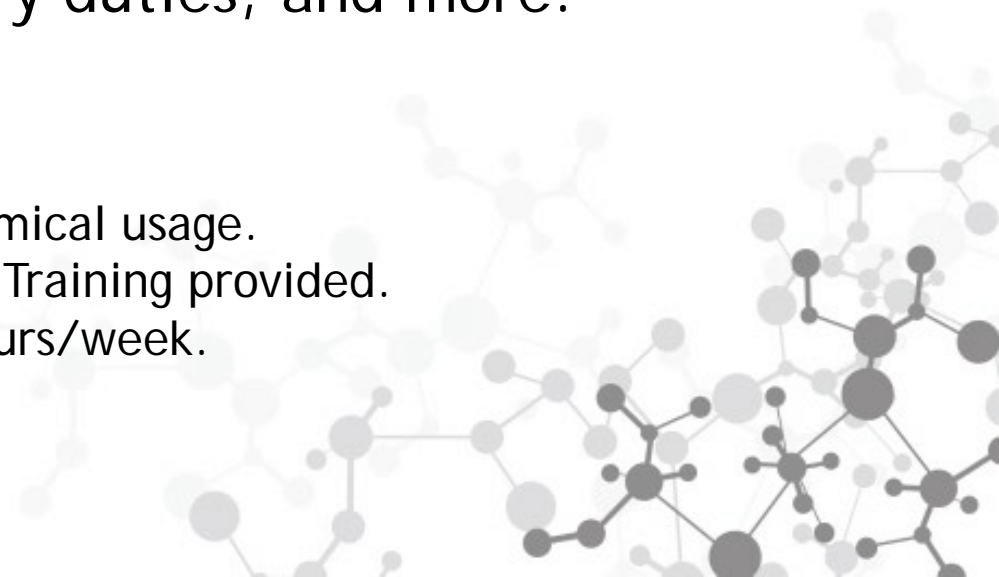 y duties, and more.
mical usage.
Training provided.
urs/week.